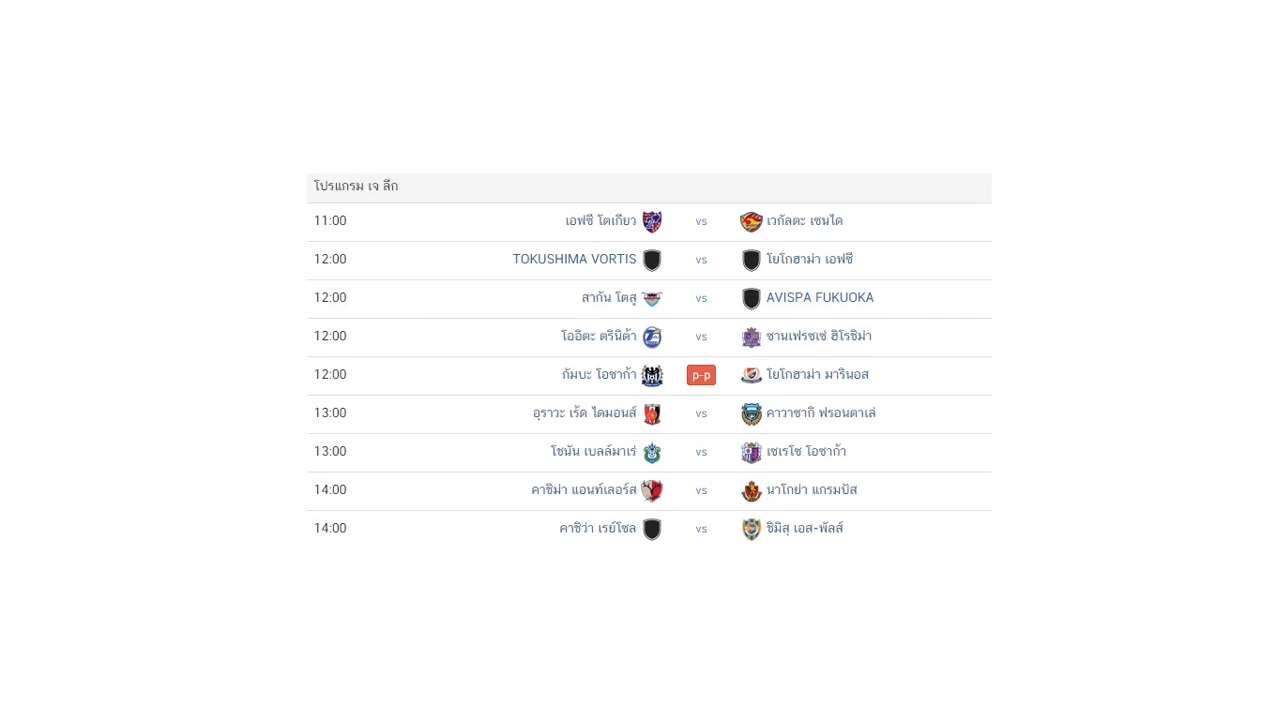 โปรแกรม เจ ลีก
11:00 เอฟซี โตเกียว vs เวกัลตะ เซนได
12:00 TOKUSHIMA VORTIS vs โยโกฮาม่า เอฟซี
12:00 สากัน โตสุ vs AVISPA FUKUOKA
12:00 โออิตะ ตรินิต้า vs ซานเฟรซเซ่ ฮิโรชิม่า
12:00 กัมบะ โอซาก้า p-p โยโกฮาม่า มารินอส
13:00 อุราวะ เร้ด ไดมอนส์ vs คาวาซากิ ฟรอนตาเล่
13:00 โชนัน เบลล์มาเร่ vs เซเรโซ โอซาก้า
14:00 คาชิม่า แอนท์เลอร์ส vs นาโกย่า แกรมปัส
14:00 คาชิว่า เรย์โซล vs ชิมิสุ เอส-พัลส์